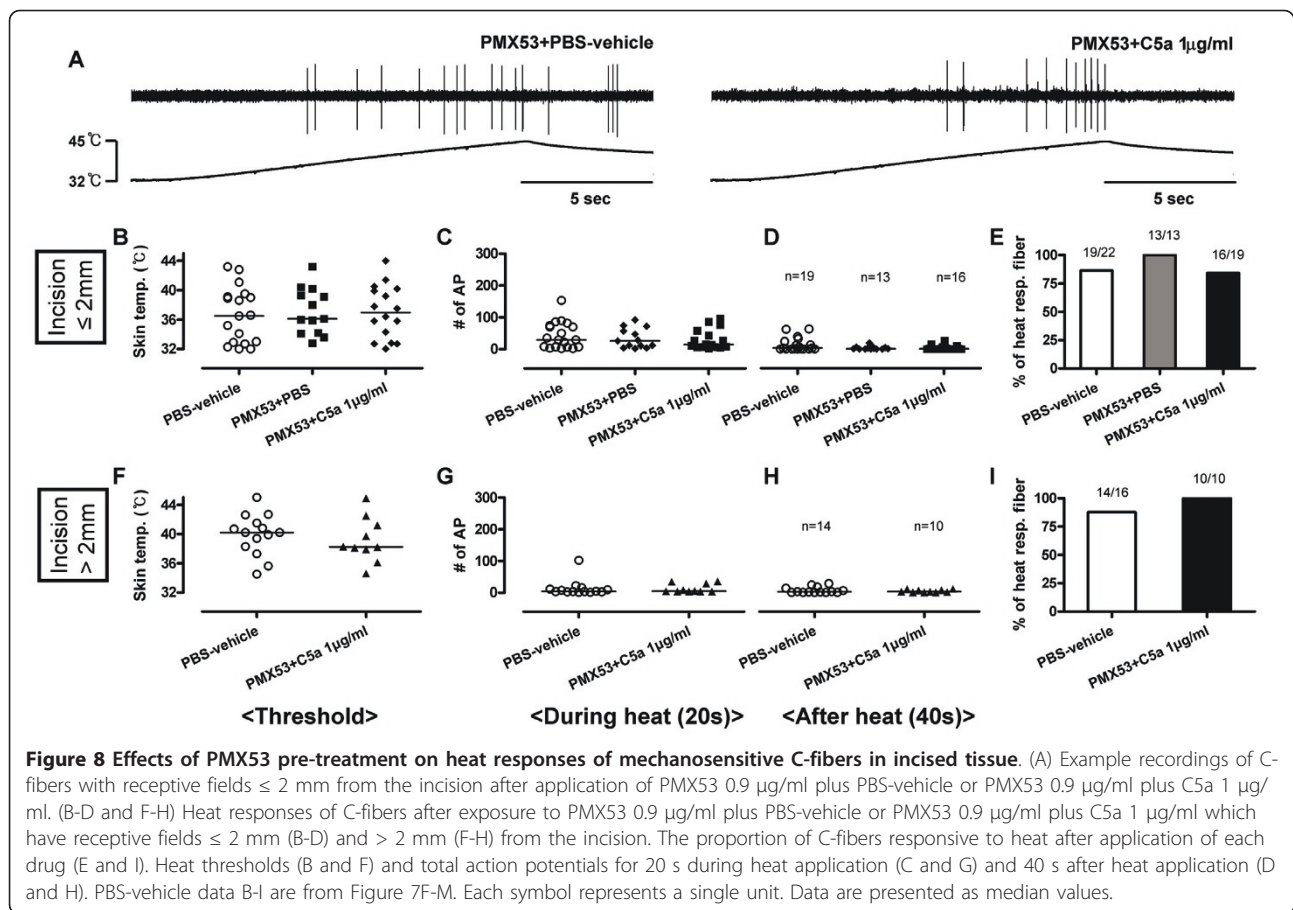 A
PMX53+PBS-vehicle
PMX53+C5a 1µg/ml
45℃
32℃
5 sec
5 sec
Incision
≤ 2mm
B
Skin temp. (℃)
44
40
36
32
PBS-vehicle
PMX53+PBS
PMX53+C5a 1µg/ml
C
# of AP
300
200
100
0
PBS-vehicle
PMX53+PBS
PMX53+C5a 1µg/ml
D
n=19
n=13
n=16
PBS-vehicle
PMX53+PBS
PMX53+C5a 1µg/ml
E
% of heat resp. fiber
100
75
50
25
0
19/22
13/13
16/19
PBS-vehicle
PMX53+PBS
PMX53+C5a 1µg/ml
Incision
> 2mm
F
Skin temp. (℃)
44
40
36
32
PBS-vehicle
PMX53+C5a 1µg/ml
G
# of AP
300
200
100
0
PBS-vehicle
PMX53+C5a 1µg/ml
H
n=14
n=10
PBS-vehicle
PMX53+C5a 1µg/ml
I
% of heat resp. fiber
100
75
50
25
0
14/16
10/10
PBS-vehicle
PMX53+C5a 1µg/ml
<Threshold>
<During heat (20s)>
<After heat (40s)>
Figure 8 Effects of PMX53 pre-treatment on heat responses of mechanosensitive C-fibers in incised tissue. (A) Example recordings of C-
fibers with receptive fields ≤ 2 mm from the incision after application of PMX53 0.9 μg/ml plus PBS-vehicle or PMX53 0.9 μg/ml plus C5a 1 μg/
ml. (B-D and F-H) Heat responses of C-fibers after exposure to PMX53 0.9 μg/ml plus PBS-vehicle or PMX53 0.9 μg/ml plus C5a 1 μg/ml which
have receptive fields ≤ 2 mm (B-D) and > 2 mm (F-H) from the incision. The proportion of C-fibers responsive to heat after application of each
drug (E and I). Heat thresholds (B and F) and total action potentials for 20 s during heat application (C and G) and 40 s after heat application (D
and H). PBS-vehicle data B-I are from Figure 7F-M. Each symbol represents a single unit. Data are presented as median values.